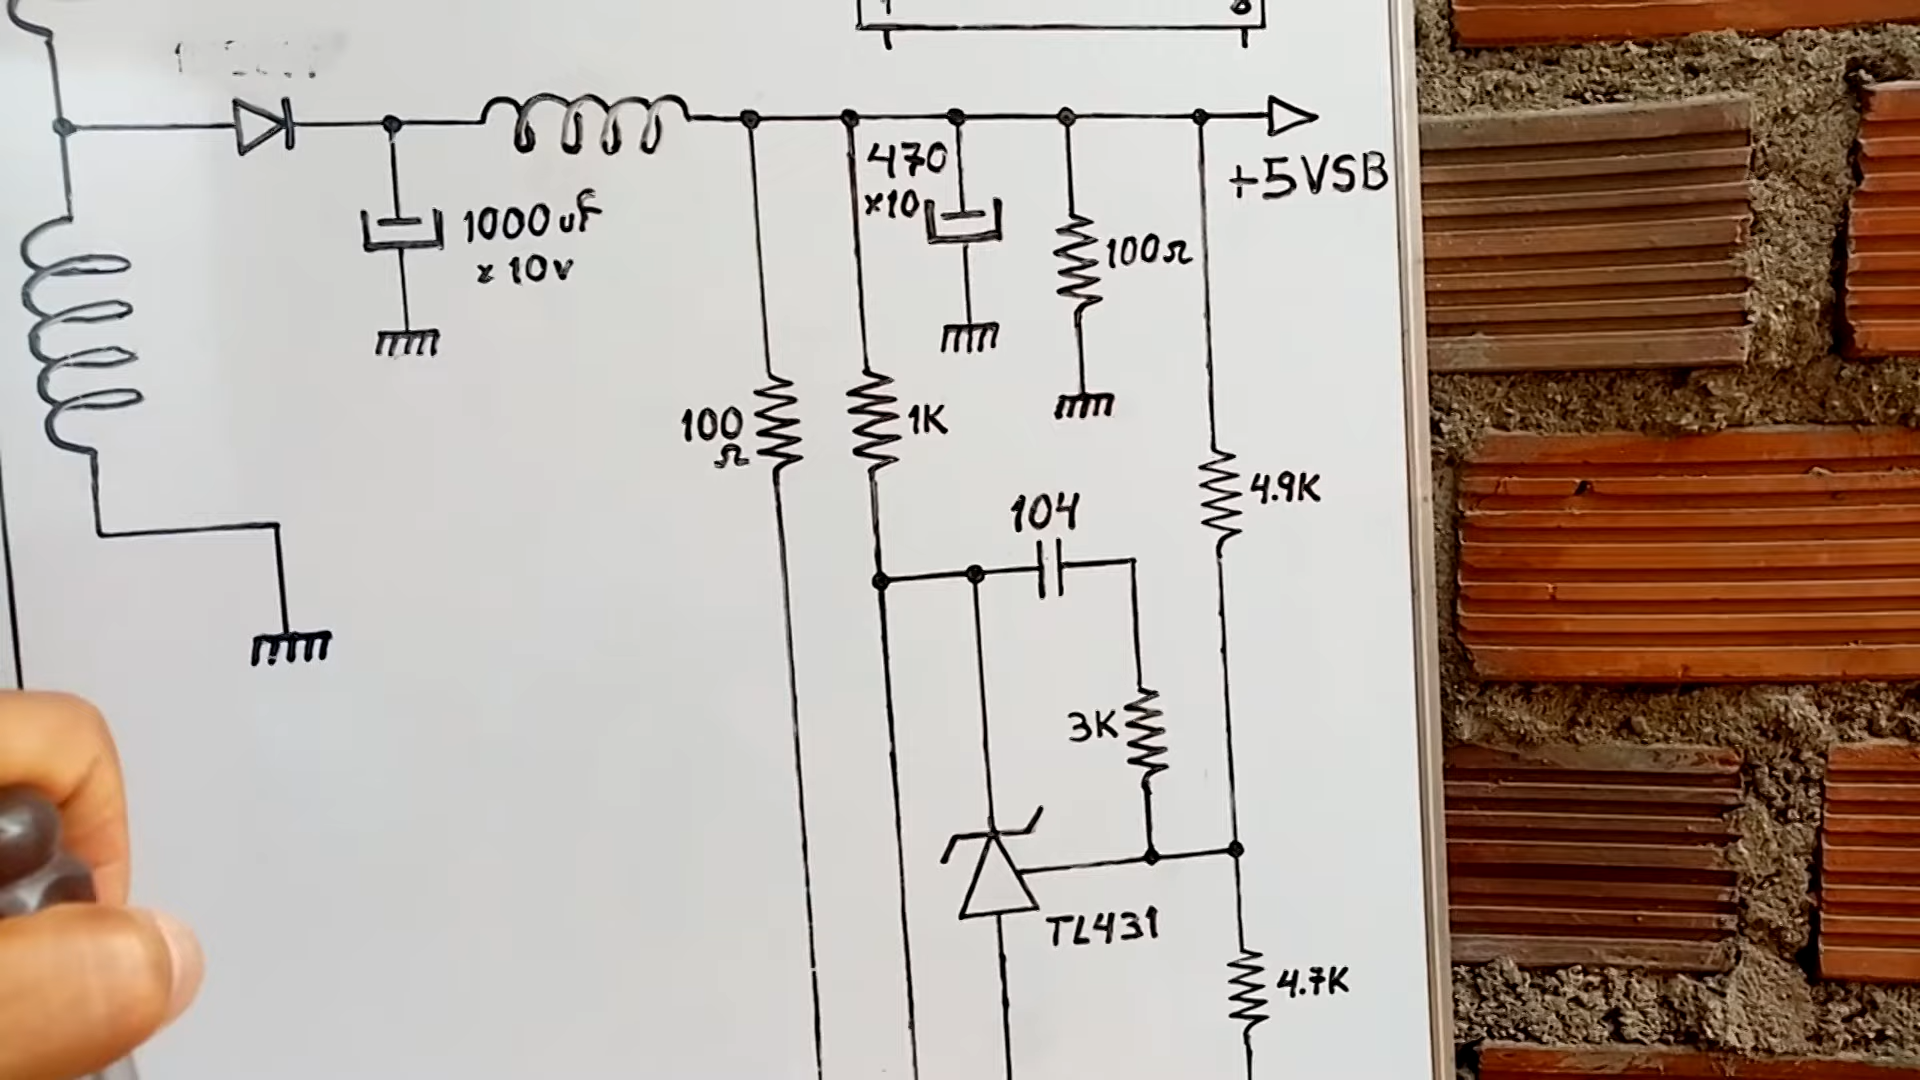 470
x10
+5VSB
1000uF
x 10v
100Ω
100
Ω
1K
4.9K
104
3K
TL431
4.7K